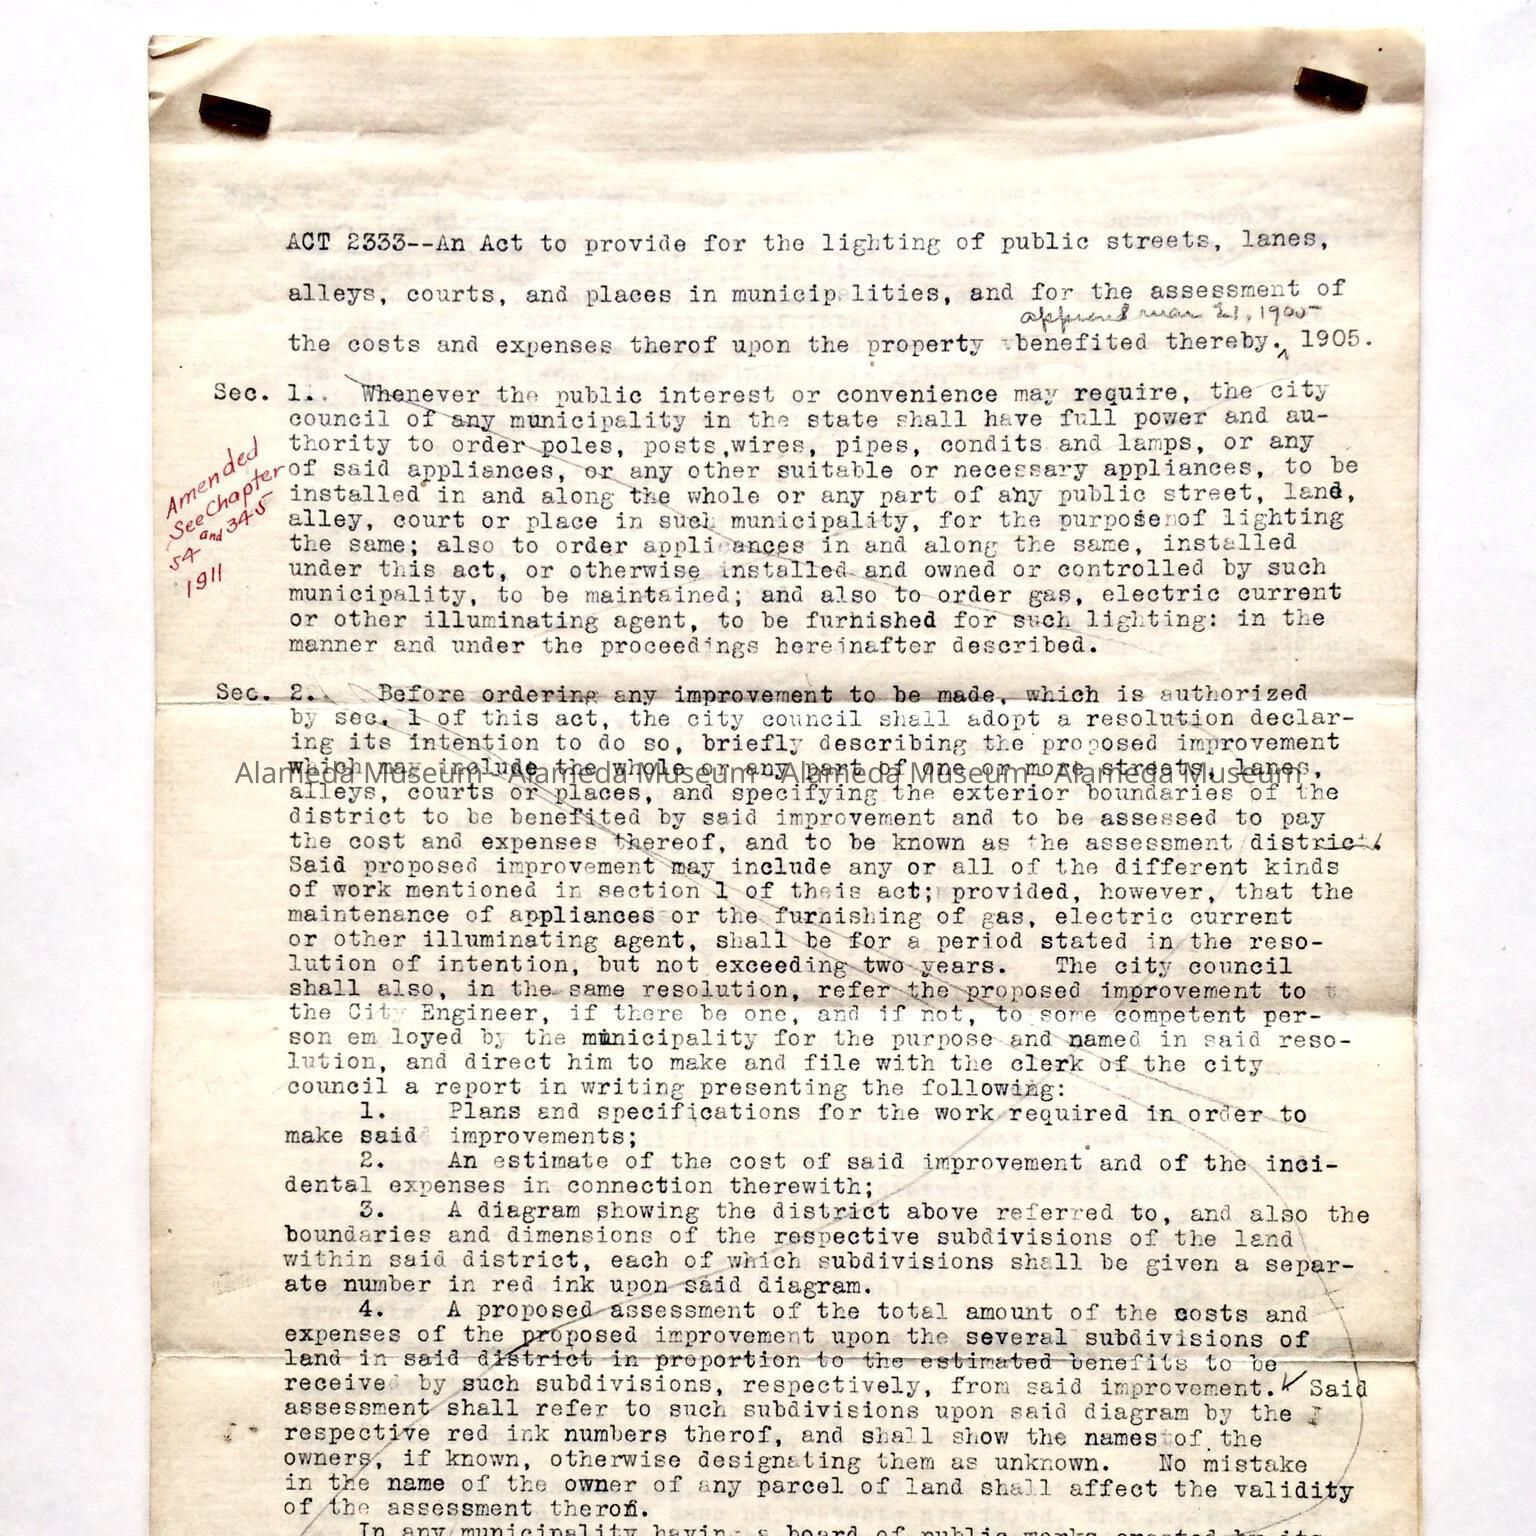 ACT 2333--An Act to provide for the lighting of public streets, lanes,
alleys, courts, and places in municip lities, and for the assessment of
approved mar 21, 1905
the costs and expenses therof upon the property benefited thereby. 1905.
Sec. 1.. Whenever the public interest or convenience may require, the city
council of any municipality in the state shall have full power and au-
thority to order poles, posts,wires, pipes, condits and lamps, or any
of said appliances, or any other suitable or necessary appliances, to be
installed in and along the whole or any part of any public street, land,
alley, court or place in such municipality, for the purpose of lighting
the same; also to order appliances in and along the same, installed
under this act, or otherwise installed and owned or controlled by such
municipality, to be maintained; and also to order gas, electric current
or other illuminating agent, to be furnished for such lighting: in the
manner and under the proceedings hereinafter described.
Amended
See Chapter
and 345
54
1911
Sec. 2.. Before ordering any improvement to be made, which is authorized
by sec. 1 of this act, the city council shall adopt a resolution declar-
ing its intention to do so, briefly describing the proposed improvement
which may include the whole or any part of one or more streets, lanes,
Alameda Museum - Alameda Museum - Alameda Museum - Alameda Museum
alleys, courts or places, and specifying the exterior boundaries of the
district to be benefited by said improvement and to be assessed to pay
the cost and expenses thereof, and to be known as the assessment district.
Said proposed improvement may include any or all of the different kinds
of work mentioned in section 1 of theis act; provided, however, that the
maintenance of appliances or the furnishing of gas, electric current
or other illuminating agent, shall be for a period stated in the reso-
lution of intention, but not exceeding two years. The city council
shall also, in the same resolution, refer the proposed improvement to
the City Engineer, if there be one, and if not, to some competent per-
son em loyed by the municipality for the purpose and named in said reso-
lution, and direct him to make and file with the clerk of the city
council a report in writing presenting the following:
1. Plans and specifications for the work required in order to
make said improvements;
2. An estimate of the cost of said improvement and of the inci-
dental expenses in connection therewith;
3. A diagram showing the district above referred to, and also the
boundaries and dimensions of the respective subdivisions of the land
within said district, each of which subdivisions shall be given a separ-
ate number in red ink upon said diagram.
4. A proposed assessment of the total amount of the costs and
expenses of the proposed improvement upon the several subdivisions of
land in said district in proportion to the estimated benefits to be
received by such subdivisions, respectively, from said improvement. Said
assessment shall refer to such subdivisions upon said diagram by the
respective red ink numbers therof, and shall show the names of the
owners, if known, otherwise designating them as unknown. No mistake
in the name of the owner of any parcel of land shall affect the validity
of the assessment therof.
In any municipality having a board of public works created by its